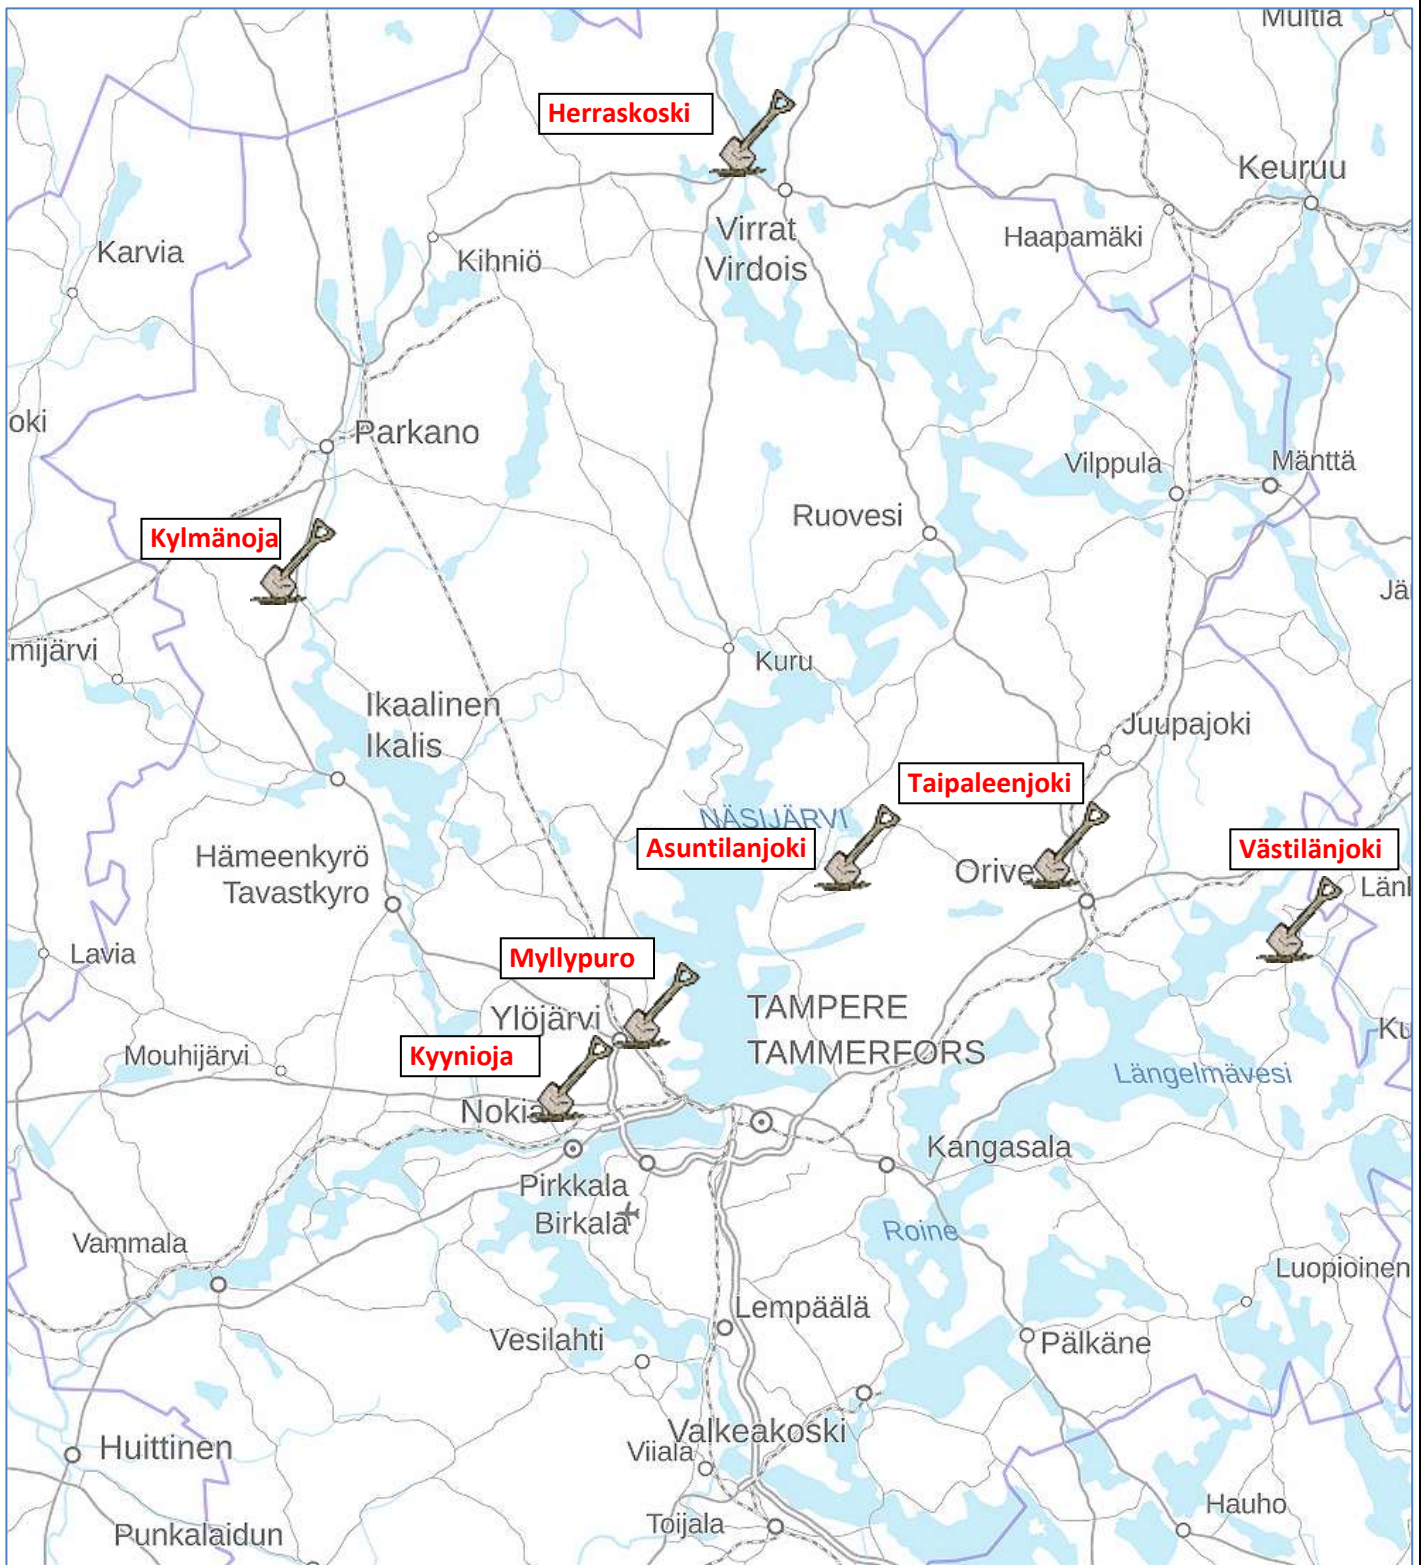 Multia
Herraskoski
Keuruu
Virrat
Virdois
Haapamäki
Karvia
Kihniö
oki
Parkano
Vilppula
Mänttä
Ruovesi
Kylmänoja
Jä
mijärvi
Kuru
Ikaalinen
Ikalis
Juupajoki
Taipaleenjoki
NÄSIJÄRVI
Asuntilanjoki
Västilänjoki
Hämeenkyrö
Tavastkyro
Orive
Länk
Lavia
Myllypuro
TAMPERE
TAMMERFORS
Ylöjärvi
Ku
Kyynioja
Mouhijärvi
Längelmävesi
Nokia
Kangasala
Pirkkala
Birkala
Roine
Vammala
Luopioinen
Lempäälä
Vesilahti
Pälkäne
Valkeakoski
Huittinen
Viiala
Hauho
Toijala
Punkalaidun